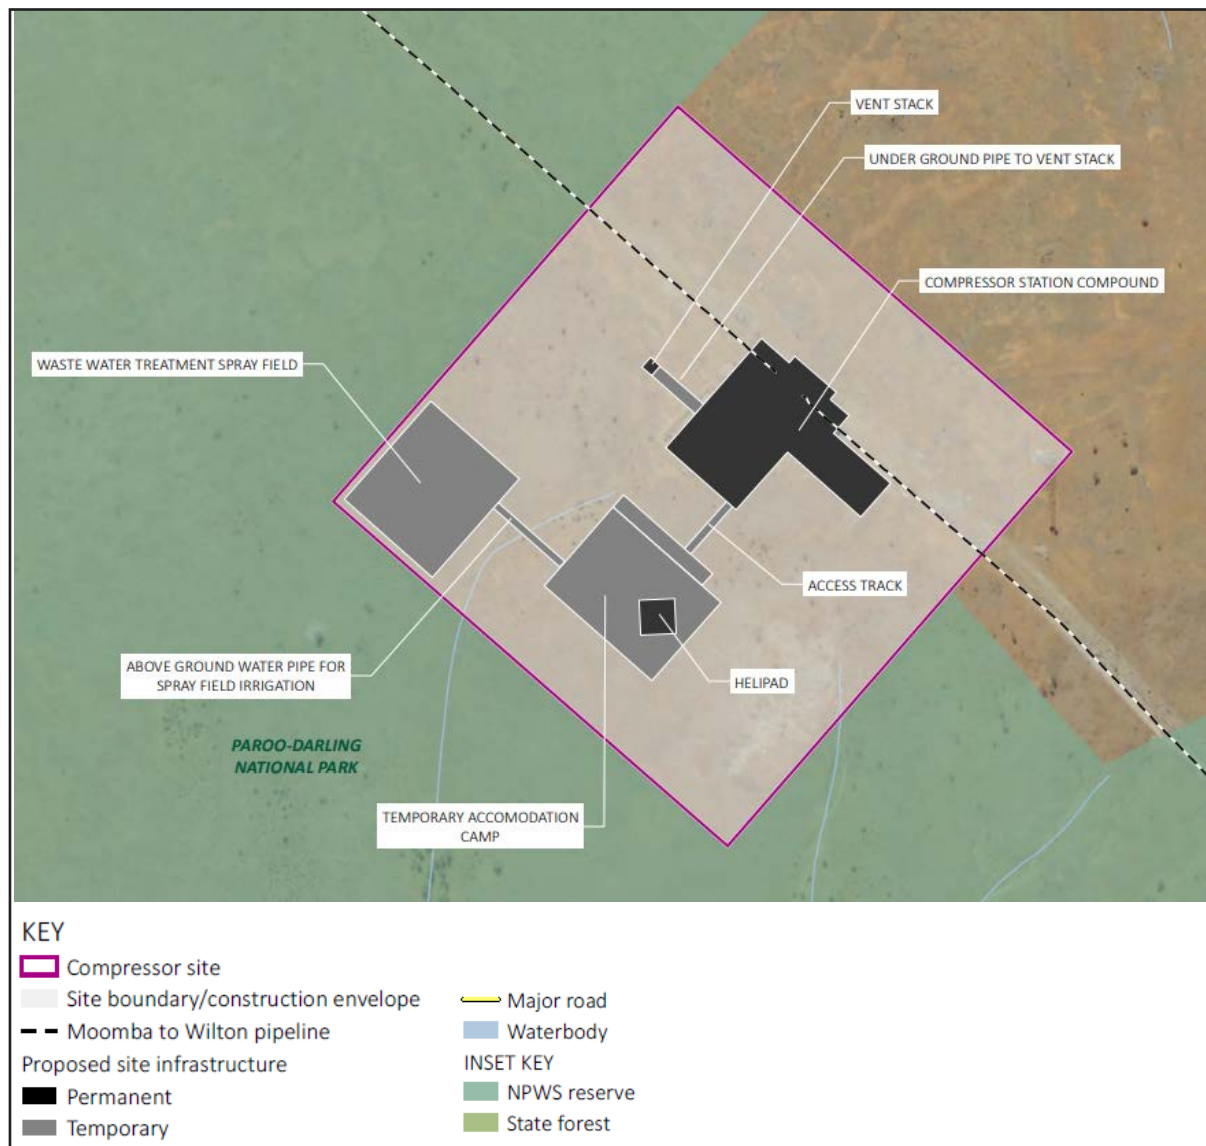 VENT STACK
UNDER GROUND PIPE TO VENT STACK
COMPRESSOR STATION COMPOUND
WASTE WATER TREATMENT SPRAY FIELD
ACCESS TRACK
ABOVE GROUND WATER PIPE FOR
SPRAY FIELD IRRIGATION
HELIPAD
PAROO-DARLING
NATIONAL PARK
TEMPORARY ACCOMODATION
CAMP
KEY
Compressor site
Site boundary/construction envelope
Moomba to Wilton pipeline
Proposed site infrastructure
Permanent
Temporary
Major road
Waterbody
INSET KEY
NPWS reserve
State forest